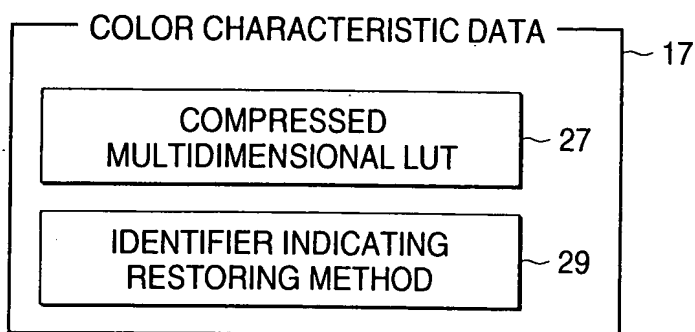 COLOR CHARACTERISTIC DATA
17
COMPRESSED
MULTIDIMENSIONAL LUT
27
IDENTIFIER INDICATING
RESTORING METHOD
29